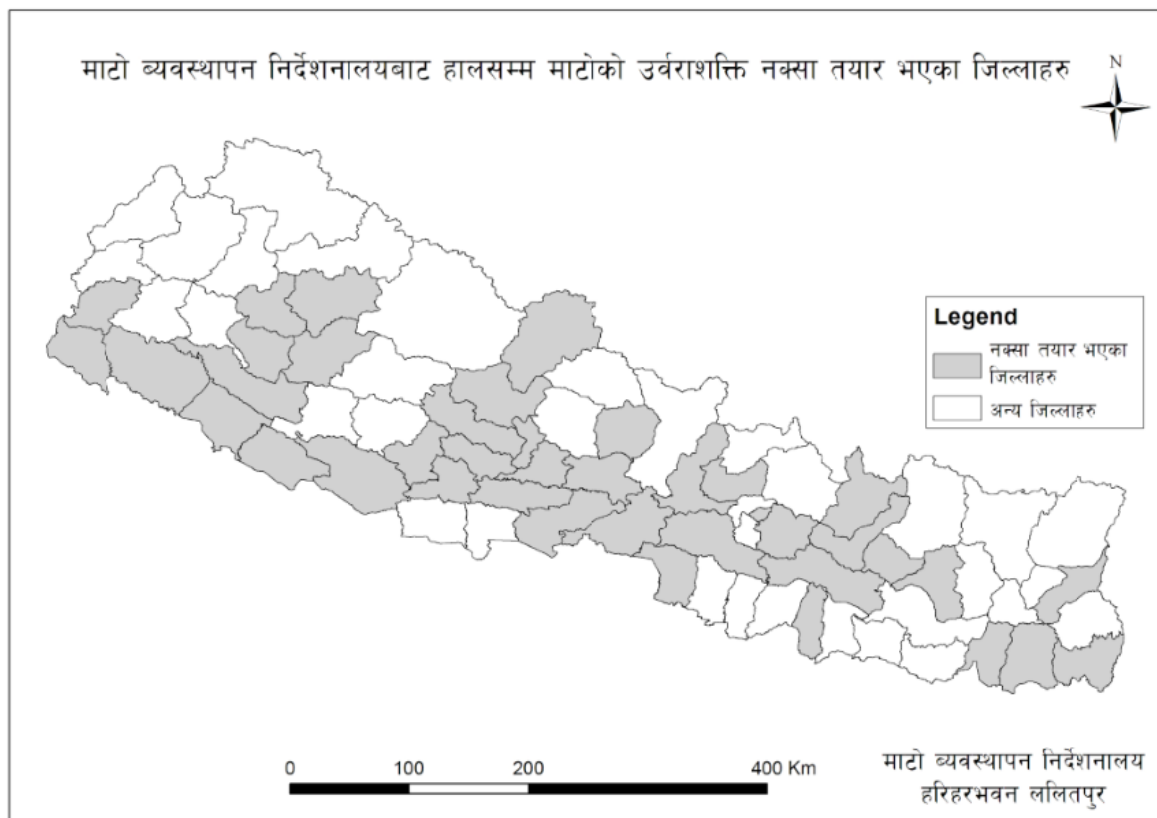 माटो ब्यवस्थापन निर्देशनालयबाट हालसम्म माटोको उर्वराशक्ति नक्सा तयार भएका जिल्लाहरु
N
Legend
नक्सा तयार भएका
जिल्लाहरु
अन्य जिल्लाहरु
0 100 200 400 Km
माटो ब्यवस्थापन निर्देशनालय
हरिहरभवन ललितपुर